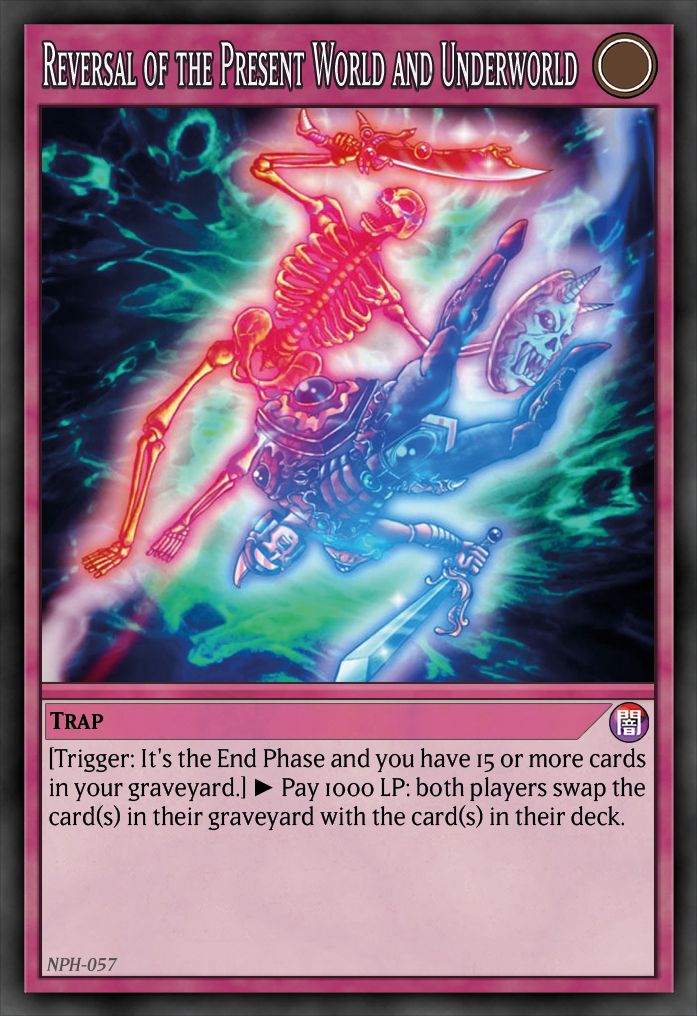 Reversal of the Present World and Underworld
Trap
闇
[Trigger: It's the End Phase and you have 15 or more cards
in your graveyard.] ► Pay 1000 LP: both players swap the
card(s) in their graveyard with the card(s) in their deck.
NPH-057